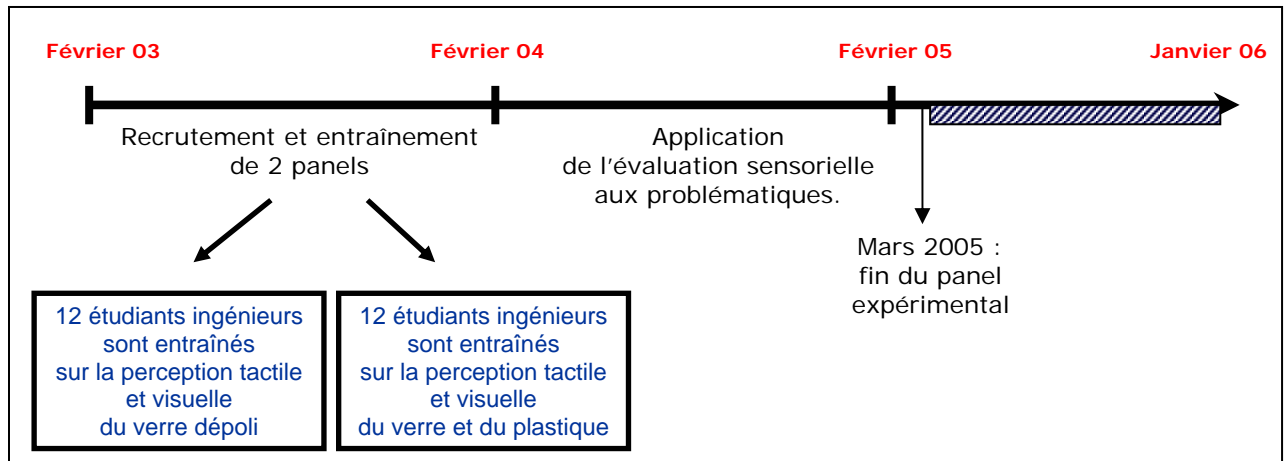 Février 03
Février 04
Février 05
Janvier 06
Recrutement et entraînement
de 2 panels
Application
de l'évaluation sensorielle
aux problématiques.
Mars 2005 :
fin du panel
expérimental
12 étudiants ingénieurs
sont entraînés
sur la perception tactile
et visuelle
du verre dépoli
12 étudiants ingénieurs
sont entraînés
sur la perception tactile
et visuelle
du verre et du plastique